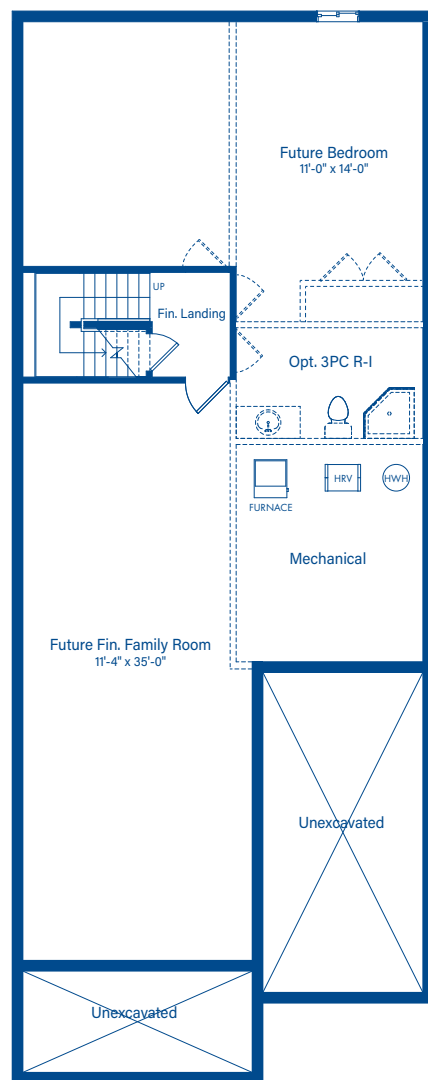 Future Bedroom
11'-0" x 14'-0"
UP
Fin. Landing
Opt. 3PC R-I
HRV
HWH
FURNACE
Mechanical
Future Fin. Family Room
11'-4" x 35'-0"
Unexcavated
Unexcavated